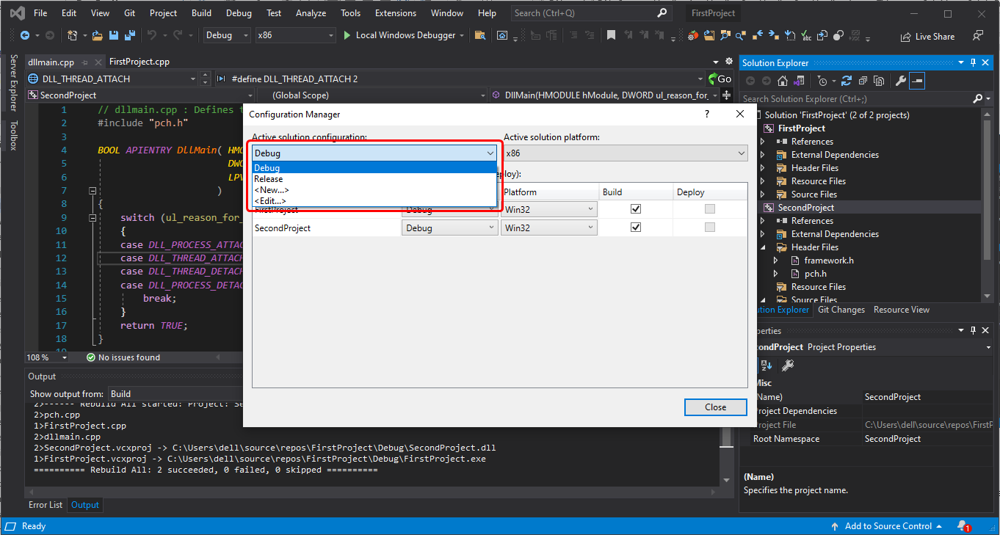 File Edit View Git Project Build Debug Test Analyze Tools Extensions Window Help Search (Ctrl+Q) FirstProject
Debug x86 Local Windows Debugger Live Share
Server Explorer
Toolbox
dllmain.cpp FirstProject.cpp
DLL_THREAD_ATTACH #define DLL_THREAD_ATTACH 2 Go
SecondProject (Global Scope) DllMain(HMODULE hModule, DWORD ul_reason_for_
1 // dllmain.cpp : Defines t
2 #include "pch.h"
3
4 BOOL APIENTRY DllMain( HMO
5 DWO
6 LPV
7 )
8 {
9 switch (ul_reason_for_
10 {
11 case DLL_PROCESS_ATTAC
12 case DLL_THREAD_ATTACH
13 case DLL_THREAD_DETACH
14 case DLL_PROCESS_DETAC
15 break;
16 }
17 return TRUE;
18 }
19
108 % No issues found
Configuration Manager ?
Active solution configuration: Active solution platform:
Debug x86
Debug
Release
<New...>
<Edit...>
ploy):
Platform Build Deploy
FirstProject Debug Win32
SecondProject Debug Win32
Close
Output
Show output from: Build
2>------ Rebuild All started: Project: Se
2>pch.cpp
1>FirstProject.cpp
2>dllmain.cpp
2>SecondProject.vcxproj -> C:\Users\dell\source\repos\FirstProject\Debug\SecondProject.dll
1>FirstProject.vcxproj -> C:\Users\dell\source\repos\FirstProject\Debug\FirstProject.exe
========== Rebuild All: 2 succeeded, 0 failed, 0 skipped ==========
Error List Output
Solution Explorer
Search Solution Explorer (Ctrl+;)
Solution 'FirstProject' (2 of 2 projects)
FirstProject
References
External Dependencies
Header Files
Resource Files
Source Files
SecondProject
References
External Dependencies
Header Files
framework.h
pch.h
Resource Files
Source Files
ution Explorer Git Changes Resource View
perties
condProject Project Properties
Misc
Name) SecondProject
roject Dependencies
roject File C:\Users\dell\source\repos\FirstP
Root Namespace SecondProject
(Name)
Specifies the project name.
Ready Add to Source Control 1